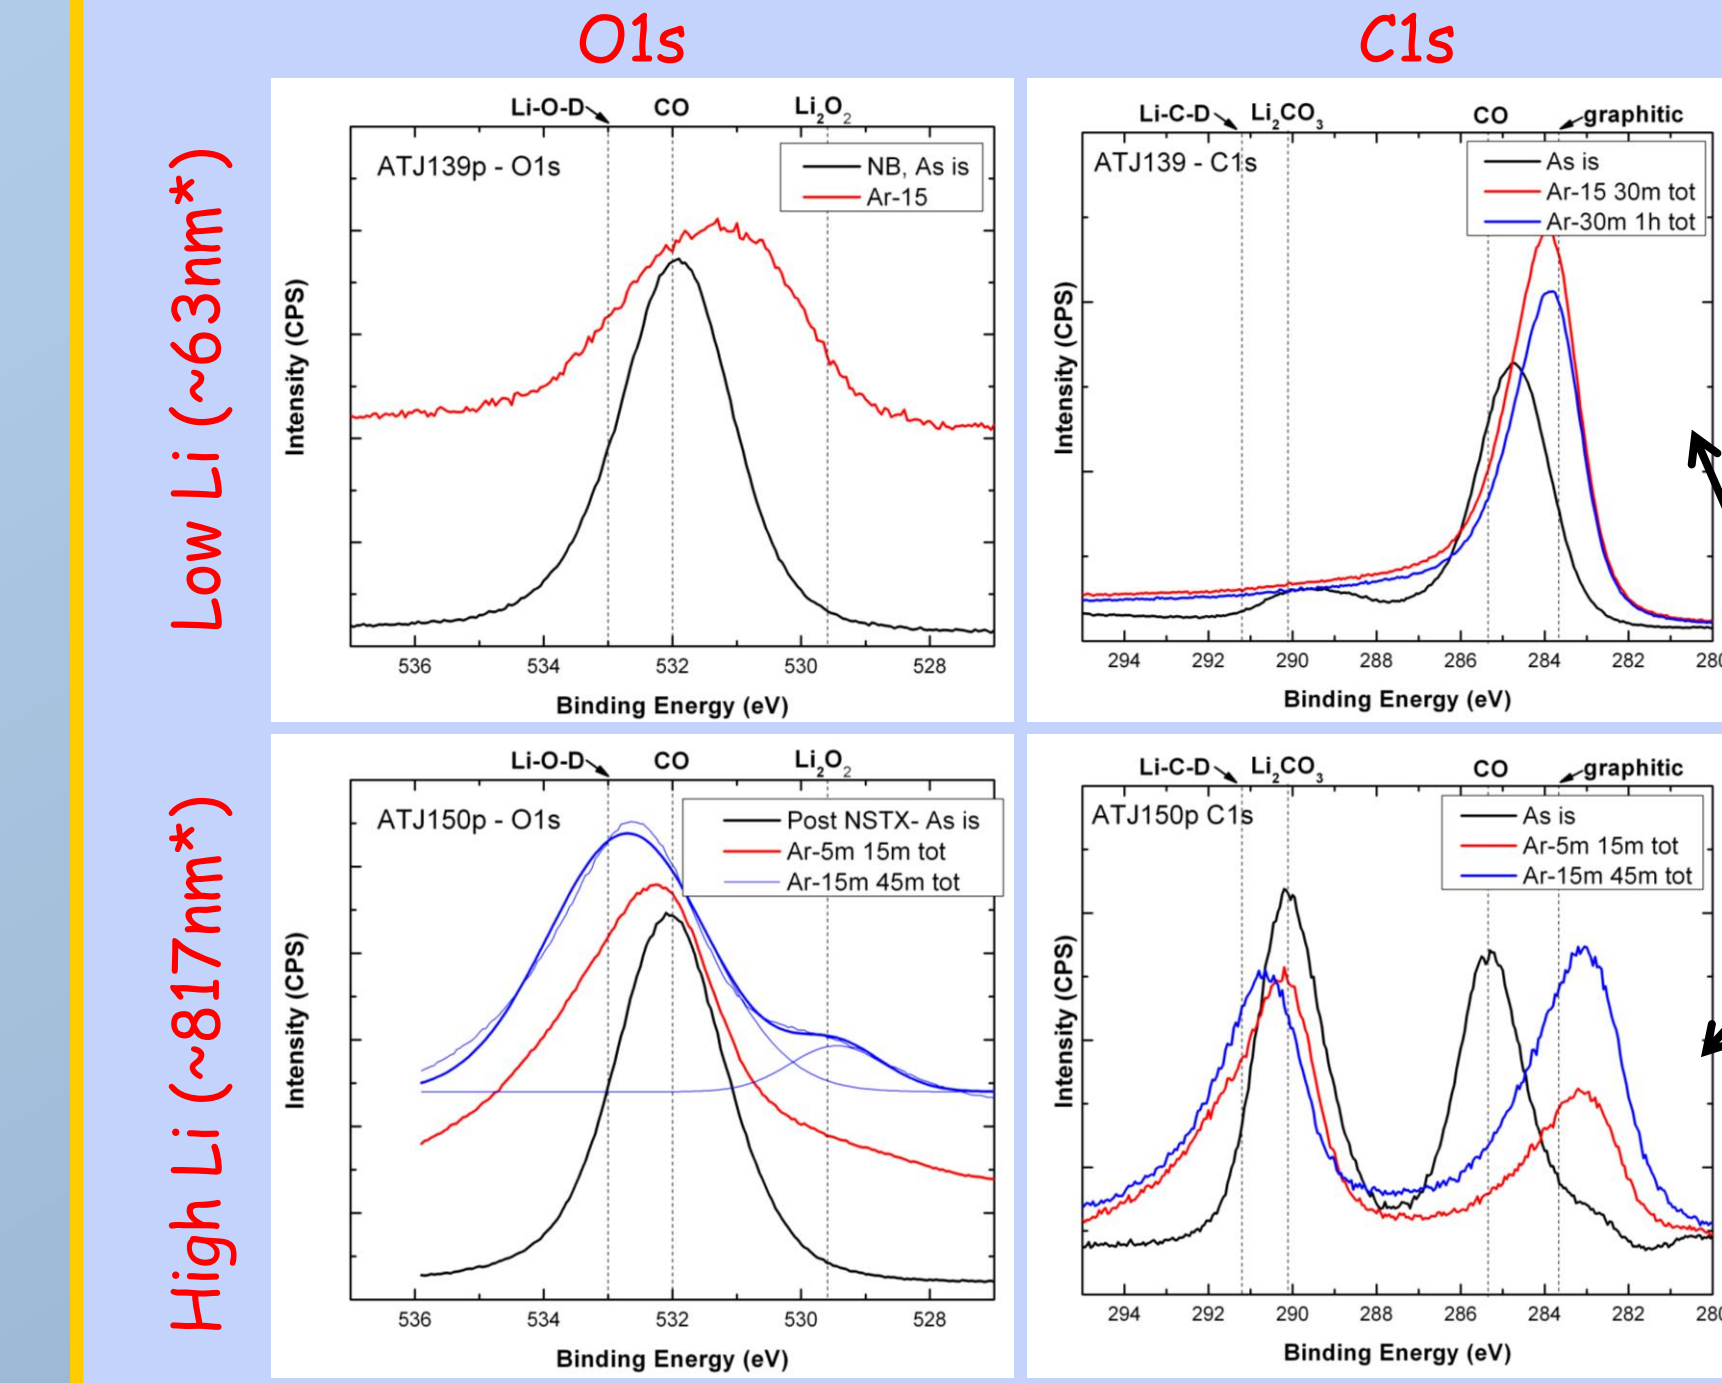 O1s
C1s
Low Li (~63nm*)
Li-O-D CO Li2O2
ATJ139p - O1s
NB, As is
Ar-15
Intensity (CPS)
536 534 532 530 528
Binding Energy (eV)
Li-C-D Li2CO3 CO graphitic
ATJ139 - C1s
As is
Ar-15 30m tot
Ar-30m 1h tot
Intensity (CPS)
294 292 290 288 286 284 282 280
Binding Energy (eV)
High Li (~817nm*)
Li-O-D CO Li2O2
ATJ150p - O1s
Post NSTX- As is
Ar-5m 15m tot
Ar-15m 45m tot
Intensity (CPS)
536 534 532 530 528
Binding Energy (eV)
Li-C-D Li2CO3 CO graphitic
ATJ150p C1s
As is
Ar-5m 15m tot
Ar-15m 45m tot
Intensity (CPS)
294 292 290 288 286 284 282 280
Binding Energy (eV)